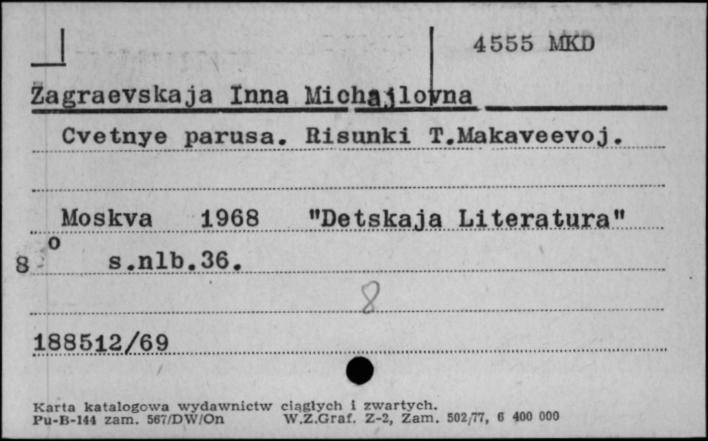 4555 MKD
Zagraevskaja Inna Michajlovna
Cvetnye parusa. Risunki T.Makaveevoj.
Moskva 1968 "Detskaja Literatura"
8° s.nlb.36.
8
188512/69
Karta katalogowa wydawnictw ciągłych i zwartych.
Pu-B-144 zam. 567/DW/On W.Z.Graf. Z-2, Zam. 502/77, 6 400 000